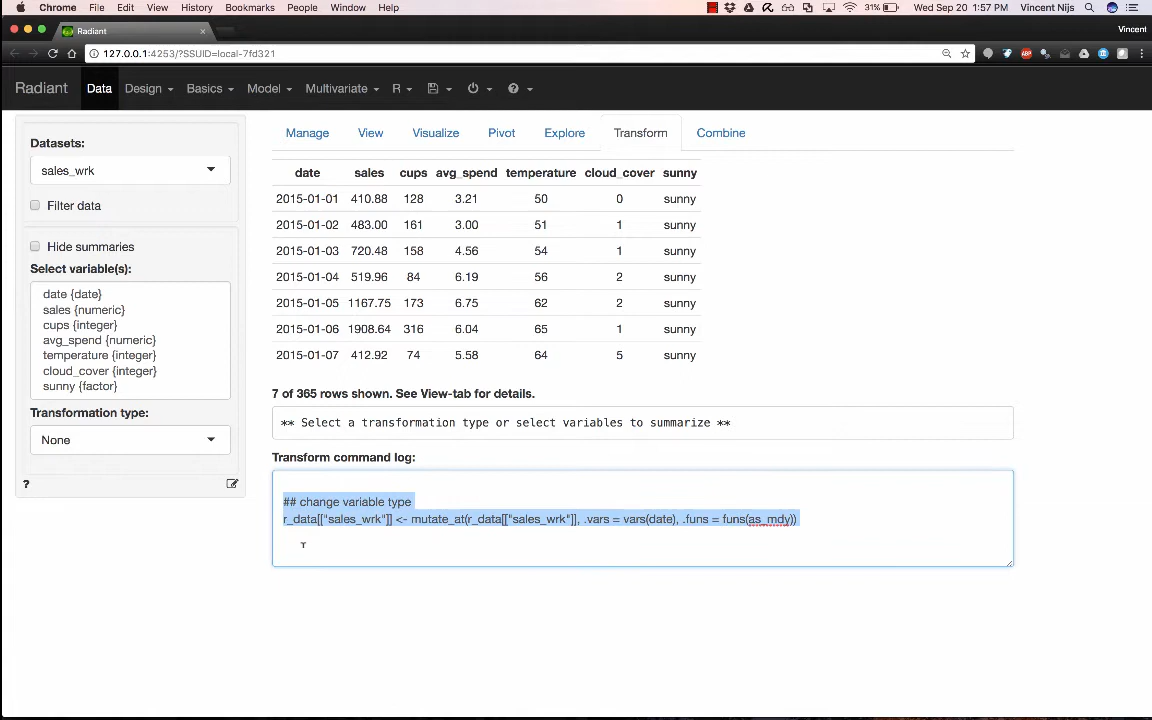 Chrome File Edit View History Bookmarks People Window Help 31% Wed Sep 20 1:57 PM Vincent Nijs
Radiant × Vincent
127.0.0.1:4253/?SSUID=local-7fd321 ABP
Radiant Data Design Basics Model Multivariate R ?
Datasets:
sales_wrk
Filter data
Hide summaries
Select variable(s):
date {date}
sales {numeric}
cups {integer}
avg_spend {numeric}
temperature {integer}
cloud_cover {integer}
sunny {factor}
Transformation type:
None
?
Manage View Visualize Pivot Explore Transform Combine
date sales cups avg_spend temperature cloud_cover sunny
2015-01-01 410.88 128 3.21 50 0 sunny
2015-01-02 483.00 161 3.00 51 1 sunny
2015-01-03 720.48 158 4.56 54 1 sunny
2015-01-04 519.96 84 6.19 56 2 sunny
2015-01-05 1167.75 173 6.75 62 2 sunny
2015-01-06 1908.64 316 6.04 65 1 sunny
2015-01-07 412.92 74 5.58 64 5 sunny
7 of 365 rows shown. See View-tab for details.
** Select a transformation type or select variables to summarize **
Transform command log:
## change variable type
r_data[["sales_wrk"]] <- mutate_at(r_data[["sales_wrk"]], .vars = vars(date), .funs = funs(as_mdy))